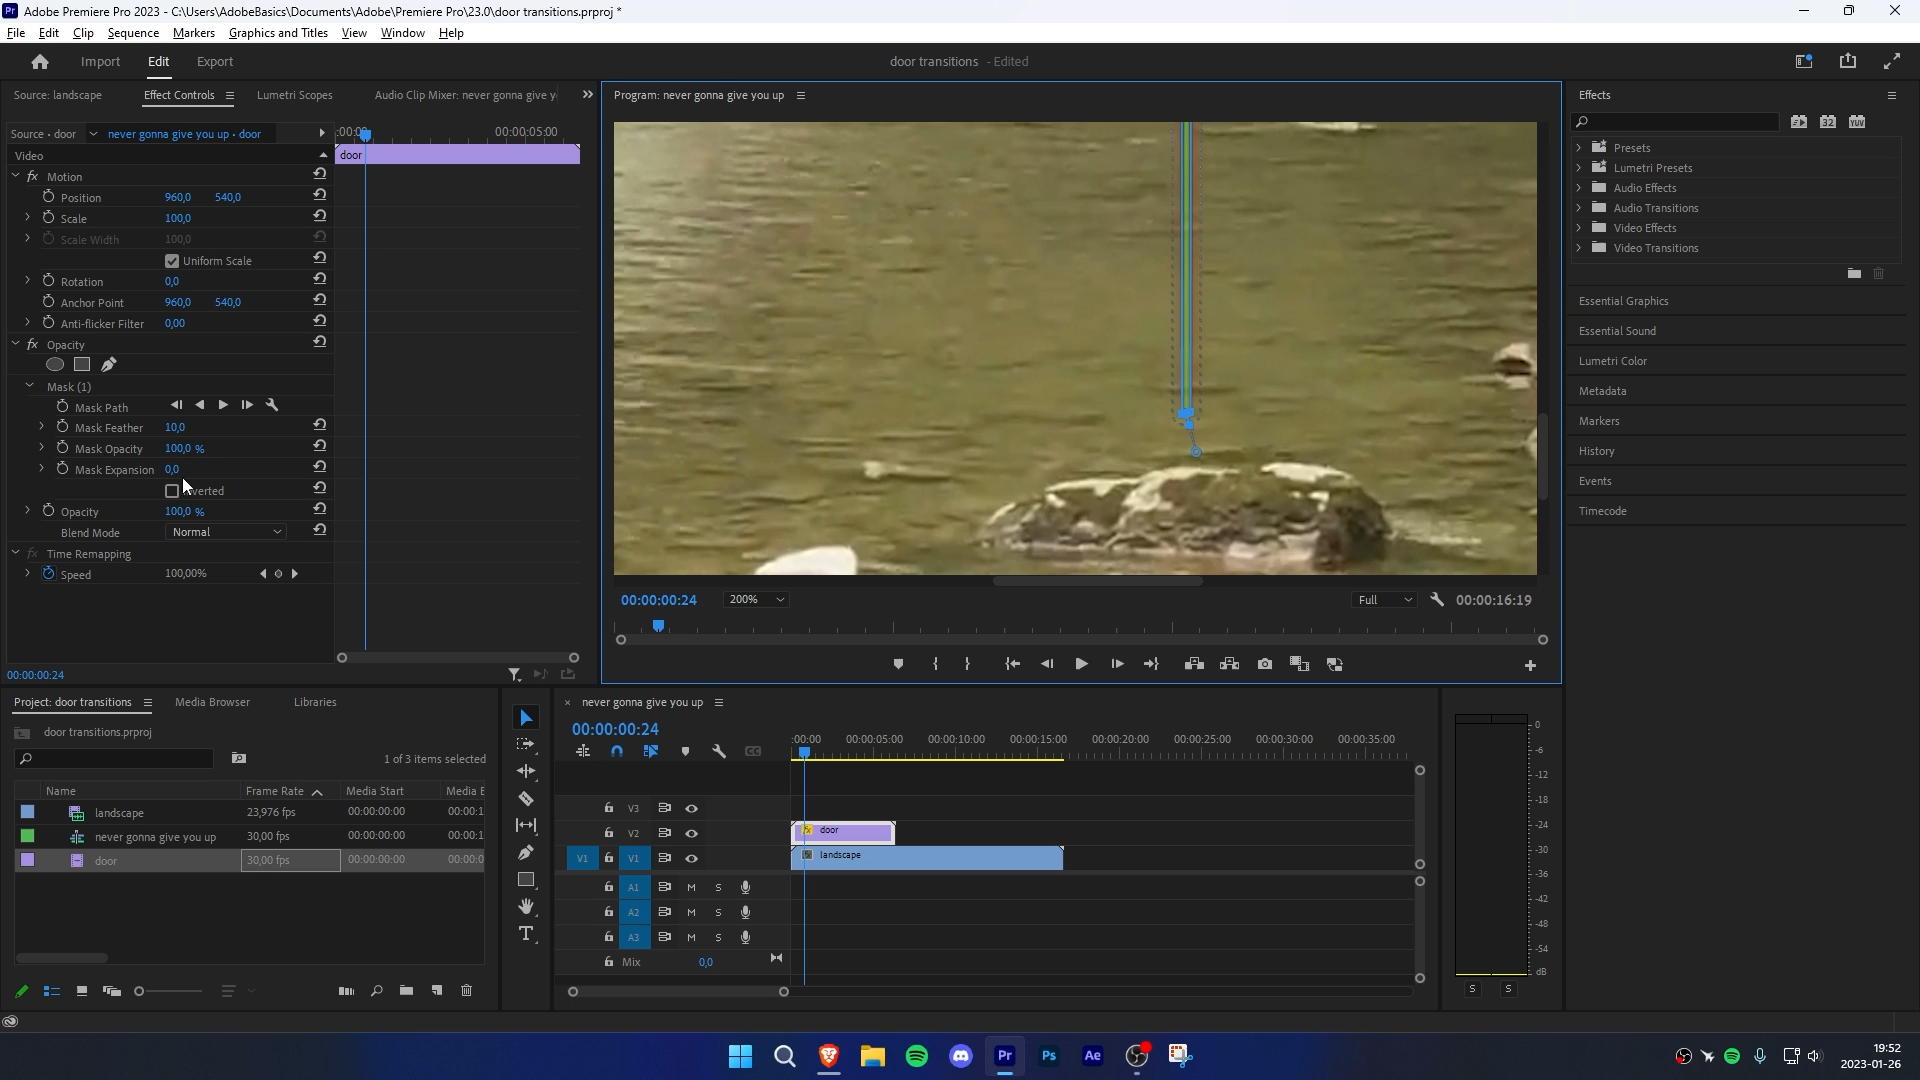 Pr Adobe Premiere Pro 2023 - C:\Users\AdobeBasics\Documents\Adobe\Premiere Pro\23.0\door transitions.prproj *
File Edit Clip Sequence Markers Graphics and Titles View Window Help
Import Edit Export door transitions - Edited
Source: landscape Effect Controls Lumetri Scopes Audio Clip Mixer: never gonna give y
Source · door never gonna give you up · door :00:00 00:00:05:00
Video door
fx Motion
Position 960,0 540,0
Scale 100,0
Scale Width 100,0
Uniform Scale
Rotation 0,0
Anchor Point 960,0 540,0
Anti-flicker Filter 0,00
fx Opacity
Mask (1)
Mask Path
Mask Feather 10,0
Mask Opacity 100,0 %
Mask Expansion 0,0
verted
Opacity 100,0 %
Blend Mode Normal
fx Time Remapping
Speed 100,00%
00:00:00:24
Program: never gonna give you up
00:00:00:24 200% Full 00:00:16:19
Effects
32 YUV
Presets
Lumetri Presets
Audio Effects
Audio Transitions
Video Effects
Video Transitions
Essential Graphics
Essential Sound
Lumetri Color
Metadata
Markers
History
Events
Timecode
Project: door transitions Media Browser Libraries
door transitions.prproj
1 of 3 items selected
Name Frame Rate Media Start Media E
landscape 23,976 fps 00:00:00:00 00:00:1
never gonna give you up 30,00 fps 00:00:00:00 00:00:1
door 30,00 fps 00:00:00:00 00:00:0
never gonna give you up
00:00:00:24
:00:00 00:00:05:00 00:00:10:00 00:00:15:00 00:00:20:00 00:00:25:00 00:00:30:00 00:00:35:00
CC
V3
V2 fx door
V1 V1 landscape
A1 M S
A2 M S
A3 M S
Mix 0,0
0
-6
-12
-18
-24
-30
-36
-42
-48
-54
dB
S S
Pr Ps Ae
19:52
2023-01-26